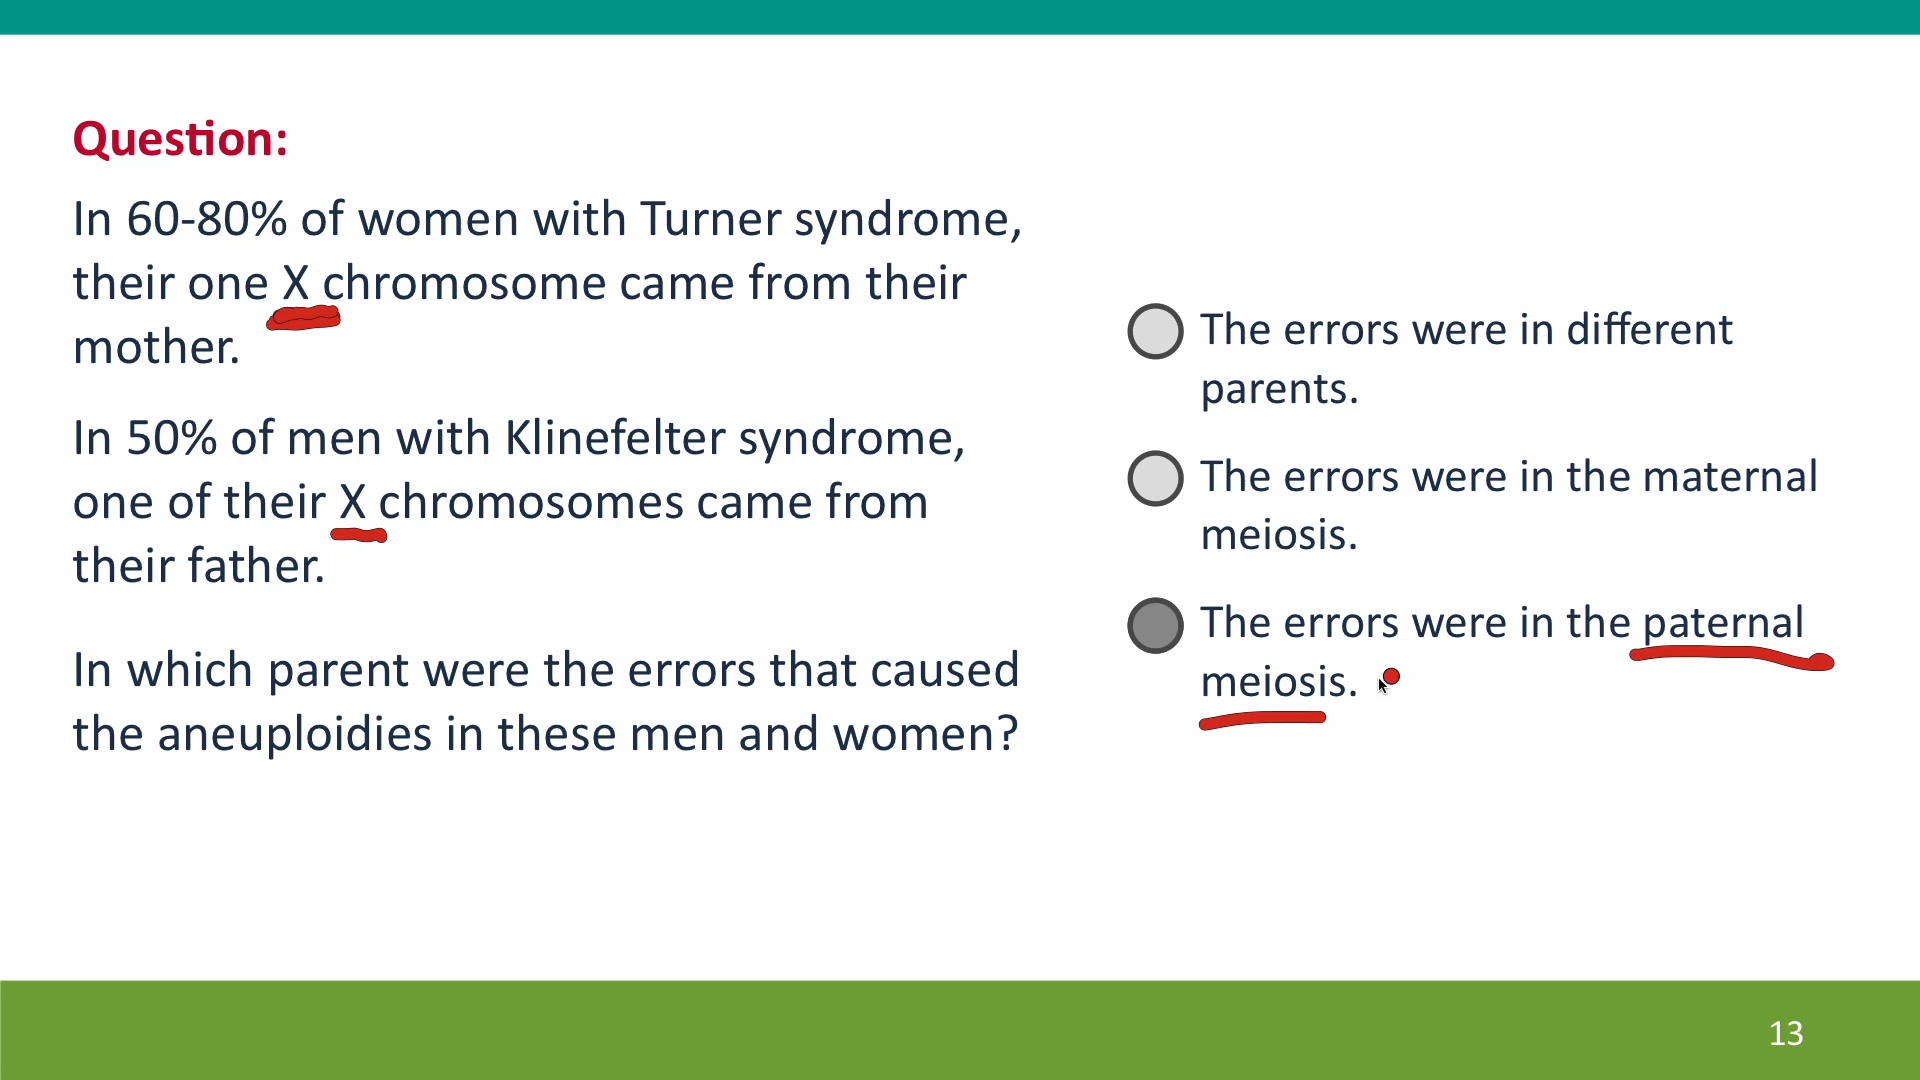 Question:
In 60-80% of women with Turner syndrome,
their one X chromosome came from their
mother.
In 50% of men with Klinefelter syndrome,
one of their X chromosomes came from
their father.
In which parent were the errors that caused
the aneuploidies in these men and women?
The errors were in different
parents.
The errors were in the maternal
meiosis.
The errors were in the paternal
meiosis.
13